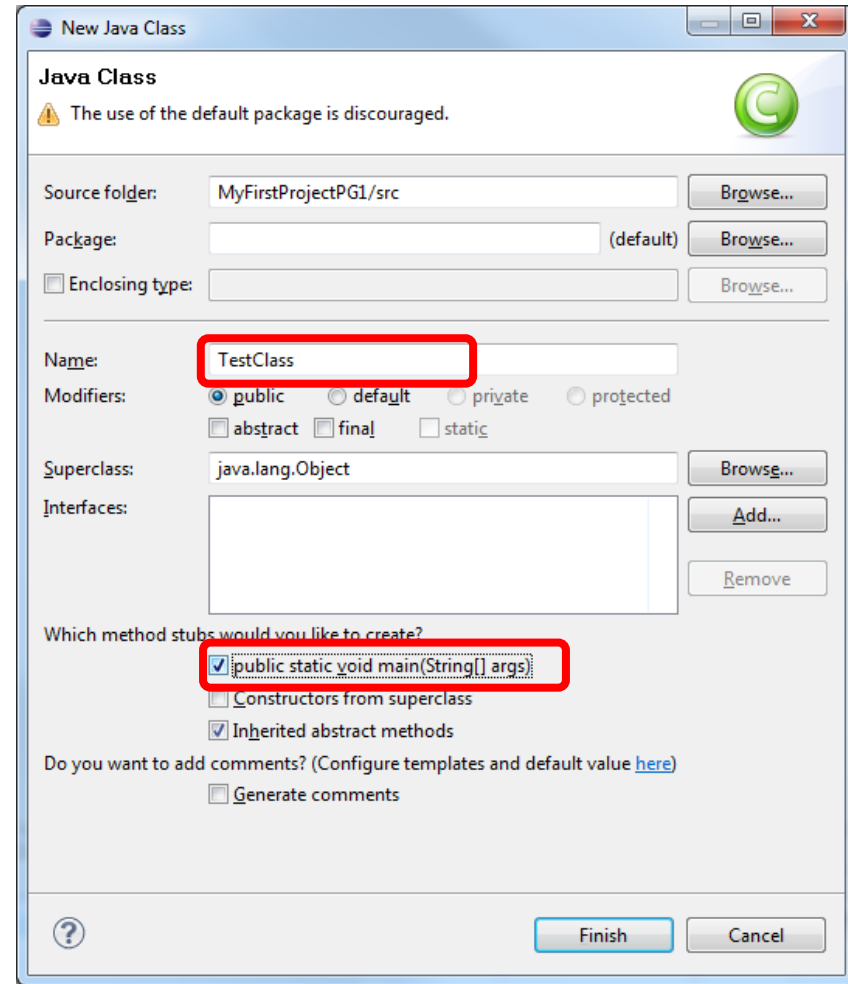 New Java Class
Java Class
The use of the default package is discouraged.
Source folder: MyFirstProjectPG1/src Browse...
Package: (default) Browse...
Enclosing type: Browse...
Name: TestClass
Modifiers: public default private protected
abstract final static
Superclass: java.lang.Object Browse...
Interfaces: Add...
Remove
Which method stubs would you like to create?
public static void main(String[] args)
Constructors from superclass
Inherited abstract methods
Do you want to add comments? (Configure templates and default value here)
Generate comments
Finish Cancel